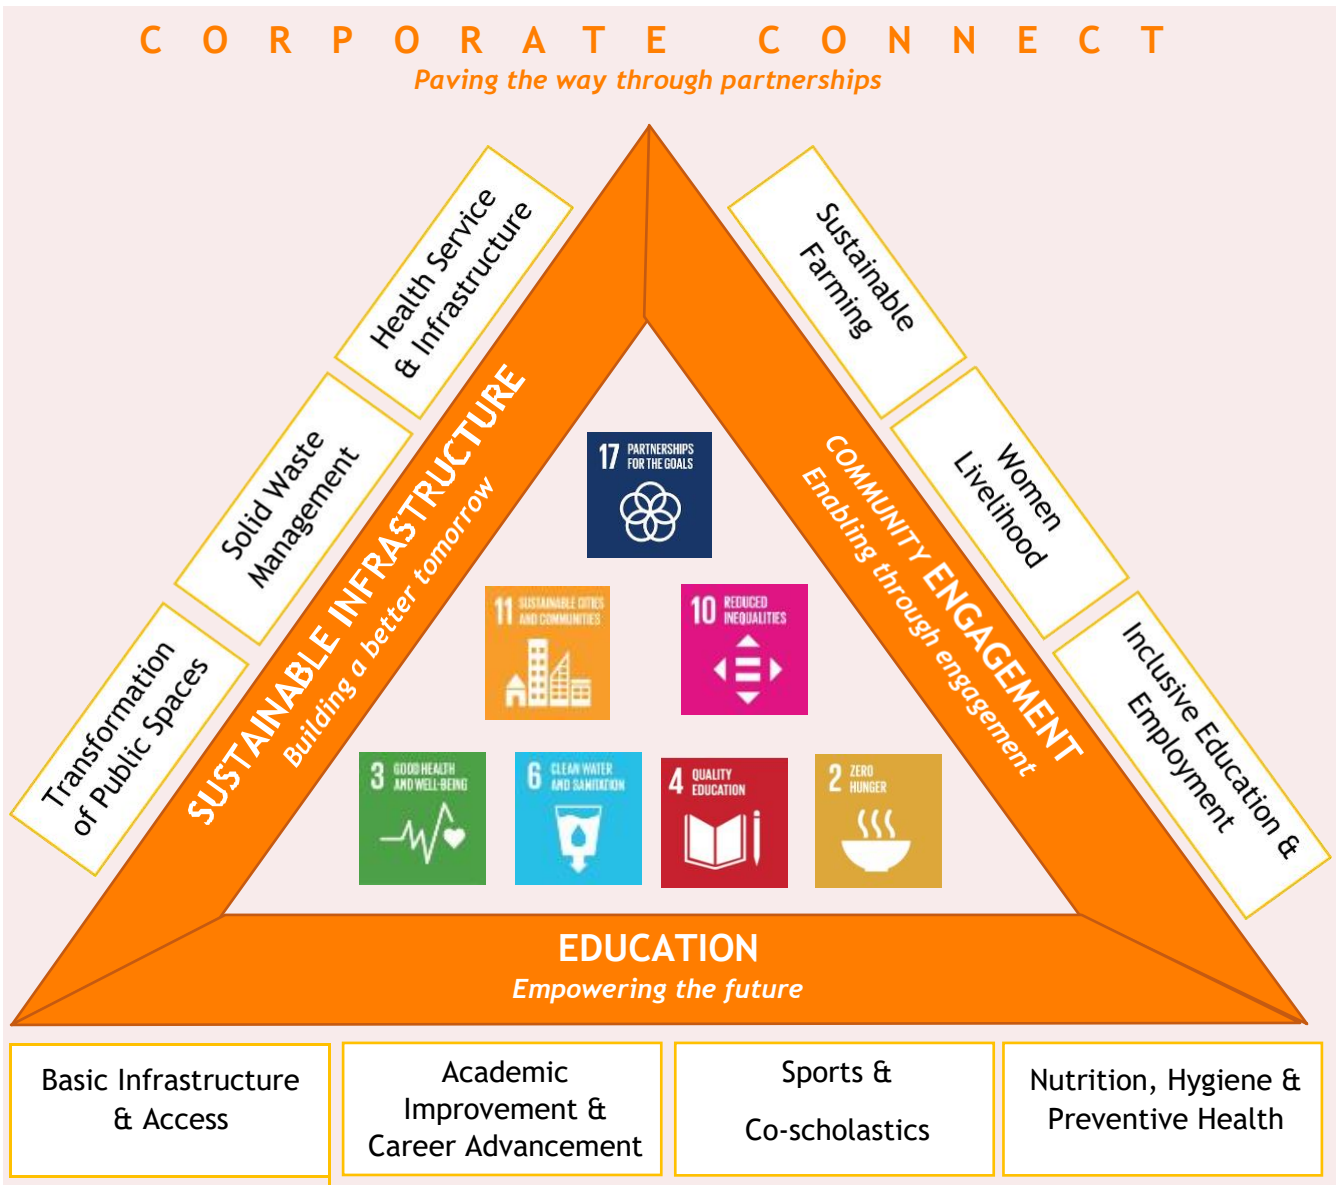 CORPORATE CONNECT
Paving the way through partnerships
Health Service
& Infrastructure
Solid Waste
Management
Transformation
of Public Spaces
SUSTAINABLE INFRASTRUCTURE
Building a better tomorrow
Sustainable
Farming
Women
Livelihood
Inclusive Education &
Employment
COMMUNITY ENGAGEMENT
Enabling through engagement
17 PARTNERSHIPS
FOR THE GOALS
11 SUSTAINABLE CITIES
AND COMMUNITIES
10 REDUCED
INEQUALITIES
3 GOOD HEALTH
AND WELL-BEING
6 CLEAN WATER
AND SANITATION
4 QUALITY
EDUCATION
2 ZERO
HUNGER
EDUCATION
Empowering the future
Basic Infrastructure
& Access
Academic
Improvement &
Career Advancement
Sports &
Co-scholastics
Nutrition, Hygiene &
Preventive Health